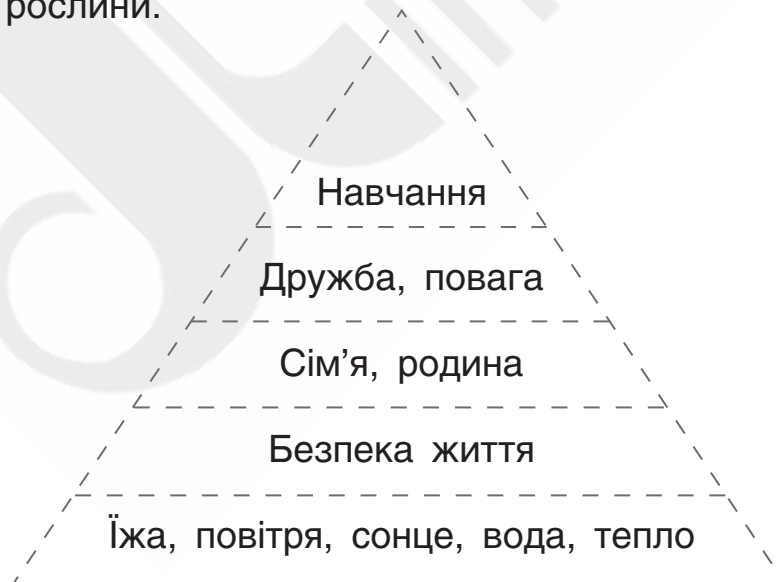 рослини.
Навчання
Дружба, повага
Сім’я, родина
Безпека життя
Їжа, повітря, сонце, вода, тепло